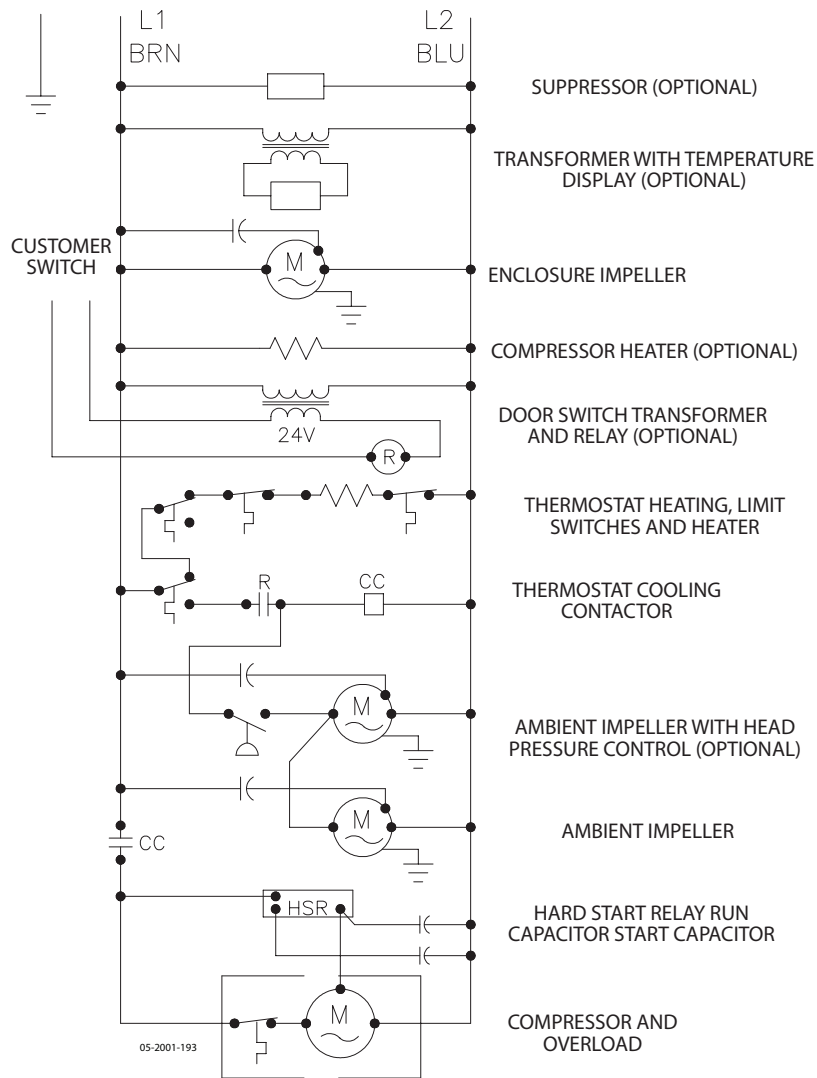 L1
BRN
L2
BLU
SUPPRESSOR (OPTIONAL)
TRANSFORMER WITH TEMPERATURE
DISPLAY (OPTIONAL)
CUSTOMER
SWITCH
M
ENCLOSURE IMPELLER
COMPRESSOR HEATER (OPTIONAL)
24V
R
DOOR SWITCH TRANSFORMER
AND RELAY (OPTIONAL)
THERMOSTAT HEATING, LIMIT
SWITCHES AND HEATER
R
CC
THERMOSTAT COOLING
CONTACTOR
M
AMBIENT IMPELLER WITH HEAD
PRESSURE CONTROL (OPTIONAL)
M
AMBIENT IMPELLER
CC
HSR
HARD START RELAY RUN
CAPACITOR START CAPACITOR
M
COMPRESSOR AND
OVERLOAD
05-2001-193